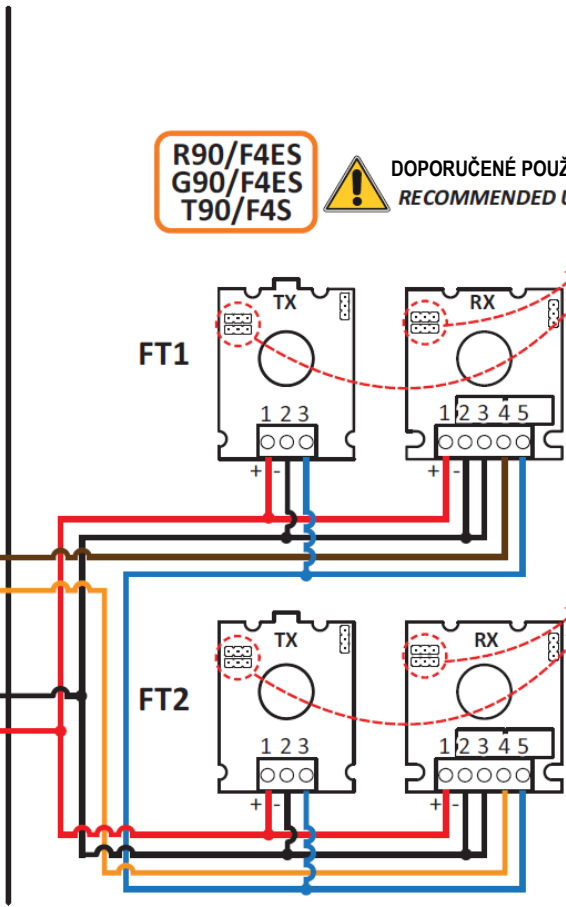 R90/F4ES
G90/F4ES
T90/F4S
DOPORUČENÉ
RECOMMENDED
FT1
TX
1 2 3
+ -
RX
1 2 3 4 5
+ -
FT2
TX
1 2 3
+ -
RX
1 2 3 4 5
+ -